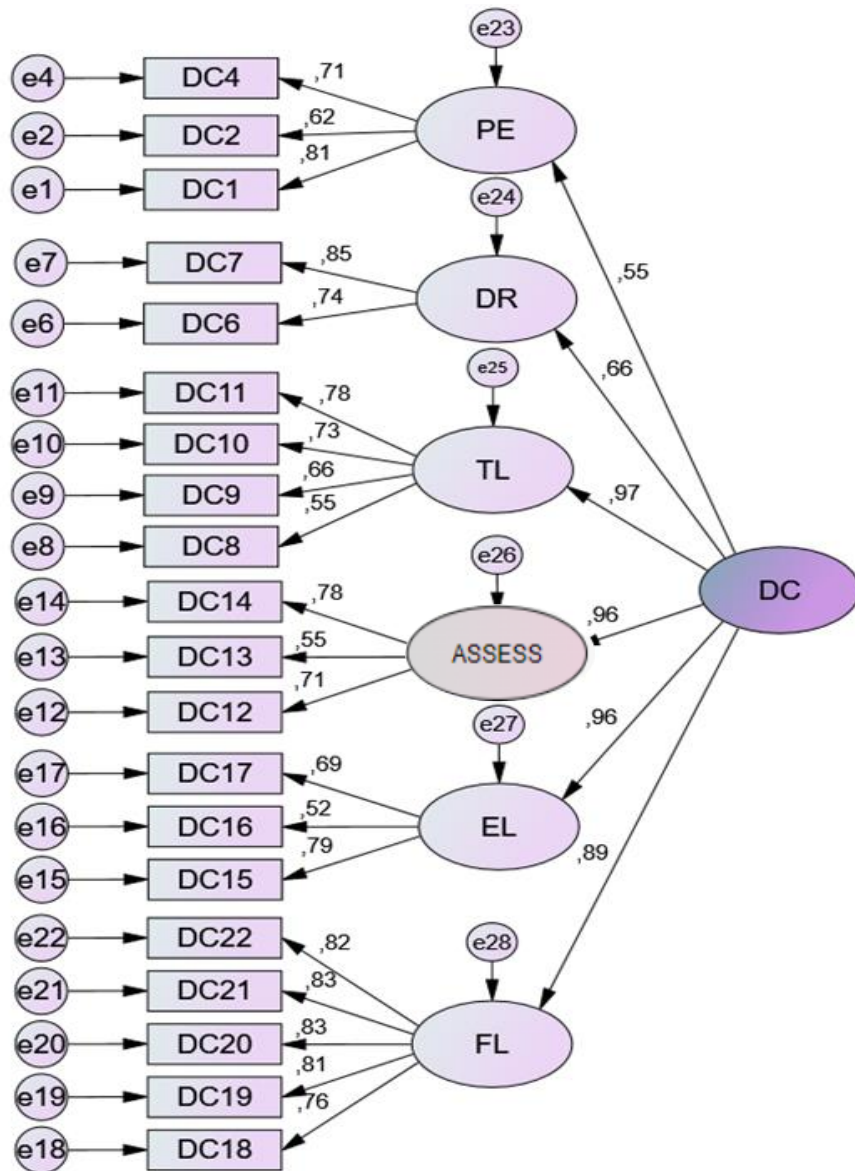 e23
e4 DC4 ,71
e2 DC2 ,62 PE
e1 DC1 ,81
e24
e7 DC7 ,85 ,55
e6 DC6 ,74 DR
,66
e25
e11 DC11 ,78
e10 DC10 ,73
e9 DC9 ,66 TL ,97
e8 DC8 ,55
e26
DC
e14 DC14 ,78 ,96
e13 DC13 ,55 ASSESS
e12 DC12 ,71
e27 ,96
e17 DC17 ,69
e16 DC16 ,52 EL
e15 DC15 ,79 ,89
e22 DC22 ,82 e28
e21 DC21 ,83
e20 DC20 ,83 FL
e19 DC19 ,81
e18 DC18 ,76